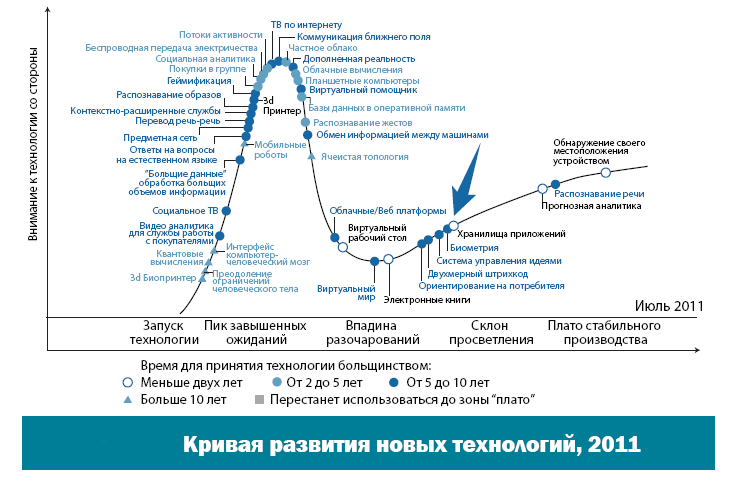 ТВ по интернету
Потоки активности
Коммуникация ближнего поля
Беспроводная передача электричества
Частное облако
Социальная аналитика
Дополненная реальность
Покупки в группе
Облачные вычисления
Геймификация
Планшетные компьютеры
Распознавание образов
Виртуальный помощник
3d
Принтер
Контекстно-расширенные службы
Базы данных в оперативной памяти
Перевод речь-речь
Распознавание жестов
Предметная сеть
Обмен информацией между машинами
Мобильные
роботы
Ответы на вопросы
на естественном языке
Ячеистая топология
"Большие данные"
обработка больших
объемов информации
Социальное ТВ
Видео аналитика
для службы работы
с покупателями
Интерфейс
компьютер-
человеческий мозг
Квантовые
вычисления
3d Биопринтер
Преодоление
ограничений
человеческого тела
Облачные/Веб платформы
Виртуальный
рабочий стол
Виртуальный
мир
Электронные книги
Хранилища приложений
Биометрия
Система управления идеями
Двухмерный штрихкод
Ориентирование на потребителя
Обнаружение своего
местоположения
устройством
Распознавание речи
Прогнозная аналитика
Внимание к технологии со стороны
Июль 2011
Запуск
технологии
Пик завышенных
ожиданий
Впадина
разочарований
Склон
просветления
Плато стабильного
производства
Время для принятия технологии большинством:
Меньше двух лет
От 2 до 5 лет
От 5 до 10 лет
Больше 10 лет
Перестанет использоваться до зоны "плато"
Кривая развития новых технологий, 2011